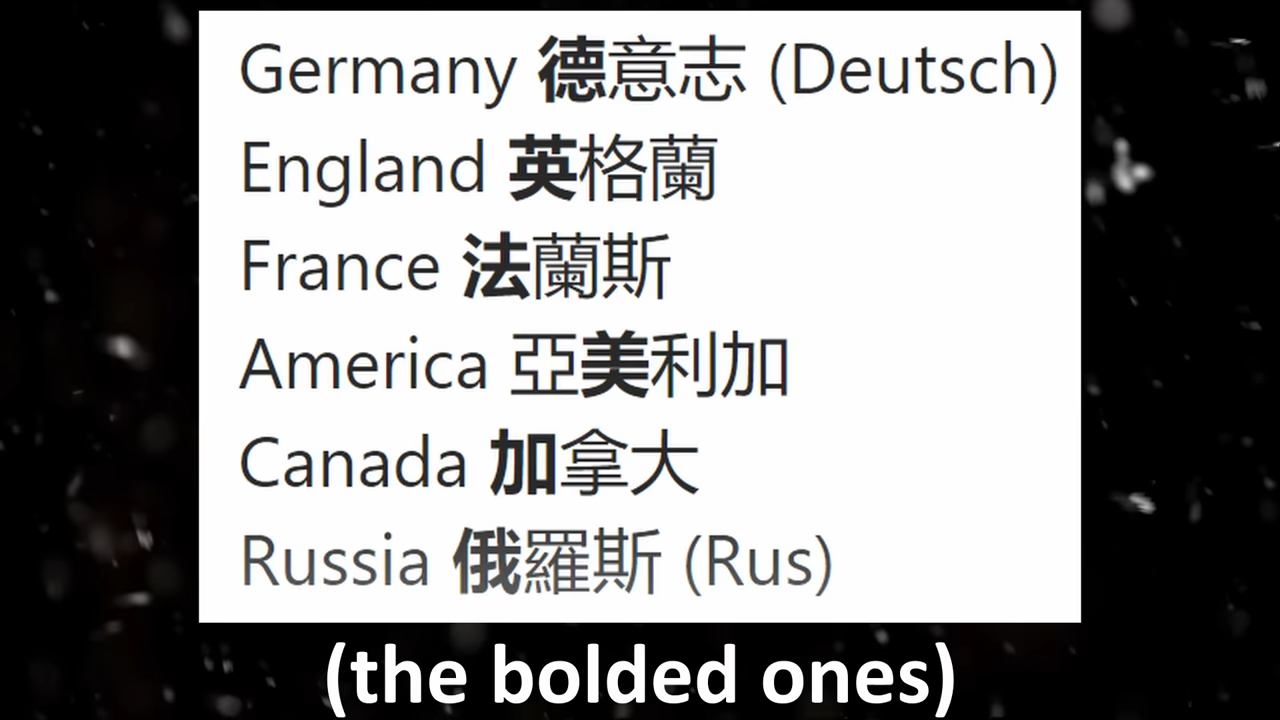 Germany 德意志 (Deutsch)
England 英格蘭
France 法蘭斯
America 亞美利加
Canada 加拿大
Russia 俄羅斯 (Rus)
(the bolded ones)